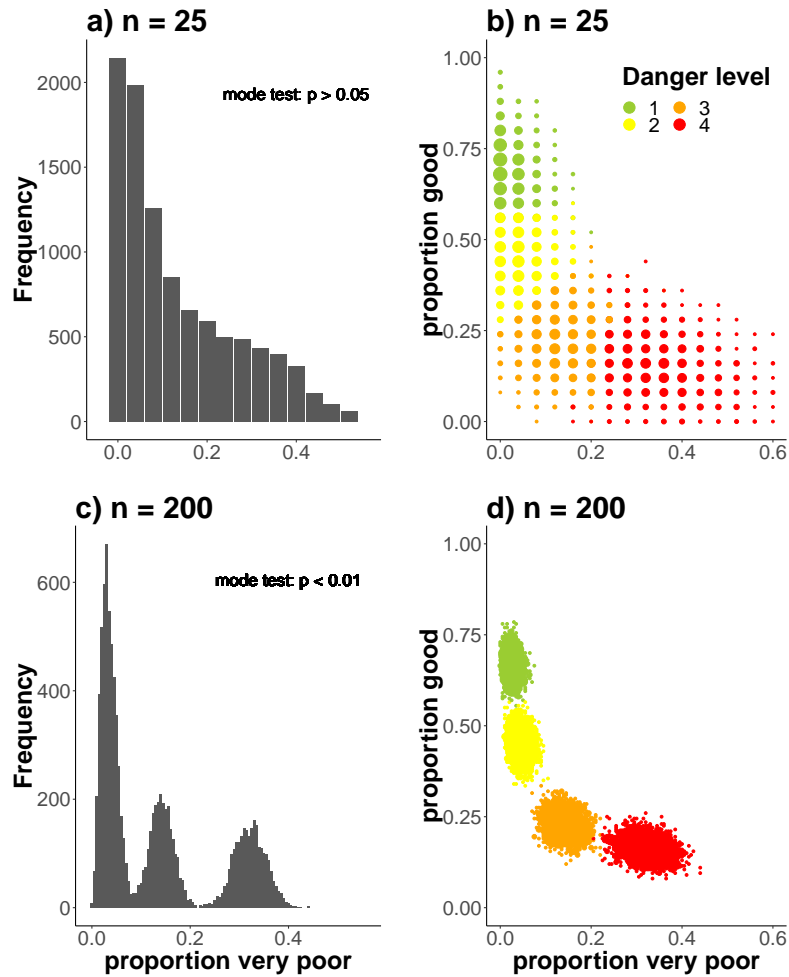 a) n = 25
mode test: p > 0.05
Frequency
2000
1500
1000
500
0
0.0 0.2 0.4
b) n = 25
Danger level
1 3
2 4
proportion good
1.00
0.75
0.50
0.25
0.00
0.0 0.2 0.4 0.6
c) n = 200
mode test: p < 0.01
Frequency
600
400
200
0
0.0 0.2 0.4
proportion very poor
d) n = 200
proportion good
1.00
0.75
0.50
0.25
0.00
0.0 0.2 0.4 0.6
proportion very poor